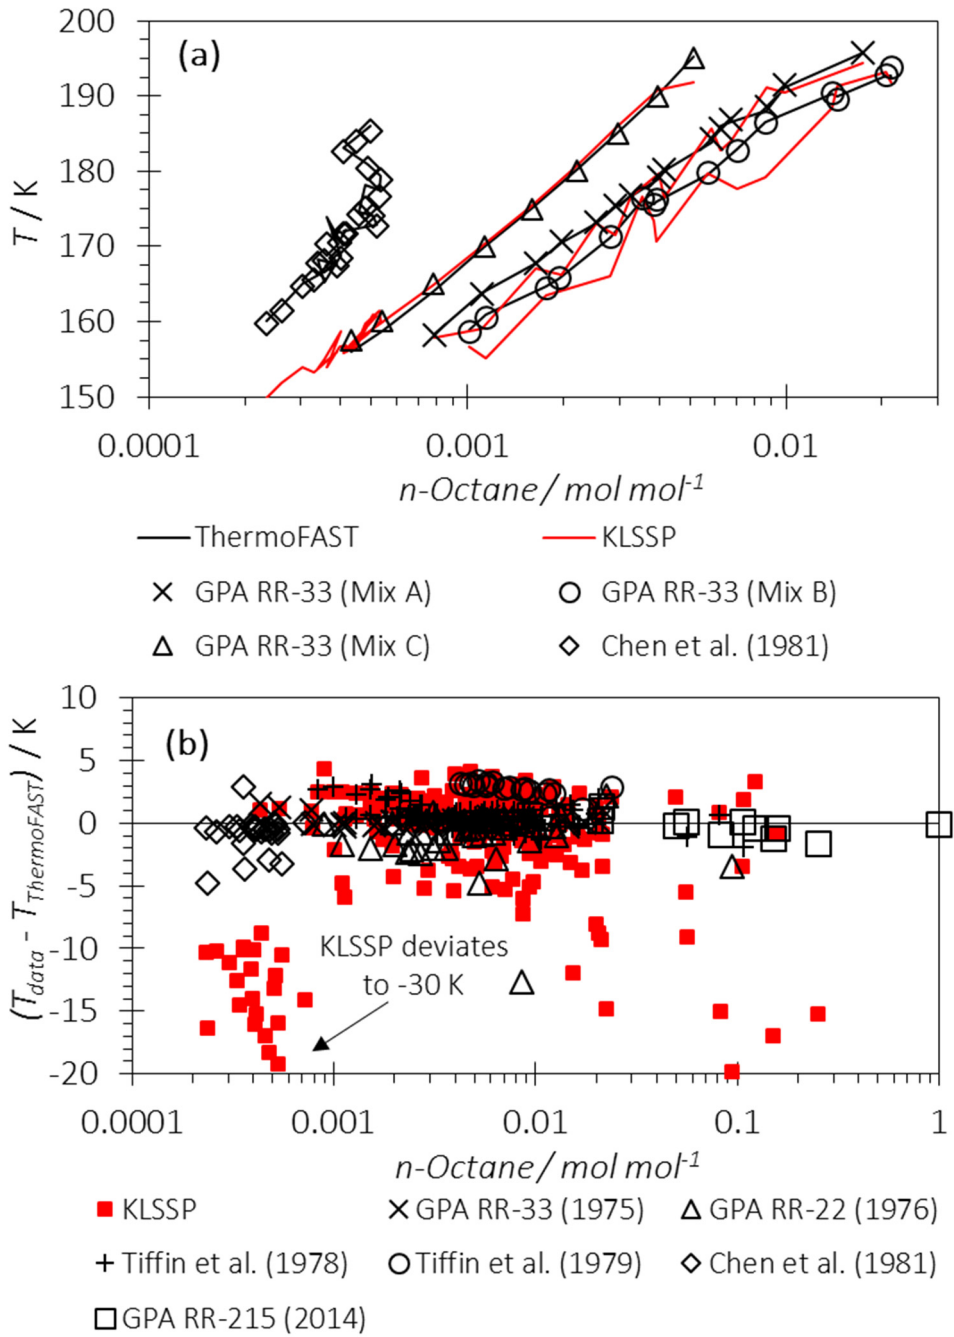 200
190
180
170
160
150
T / K
(a)
0.0001
0.001
0.01
n-Octane / mol mol-1
ThermoFAST
KLSSP
GPA RR-33 (Mix A)
GPA RR-33 (Mix B)
GPA RR-33 (Mix C)
Chen et al. (1981)
10
5
0
-5
-10
-15
-20
(Tdata - TThermoFAST) / K
(b)
KLSSP deviates
to -30 K
0.0001
0.001
0.01
0.1
1
n-Octane / mol mol-1
KLSSP
GPA RR-33 (1975)
GPA RR-22 (1976)
Tiffin et al. (1978)
Tiffin et al. (1979)
Chen et al. (1981)
GPA RR-215 (2014)